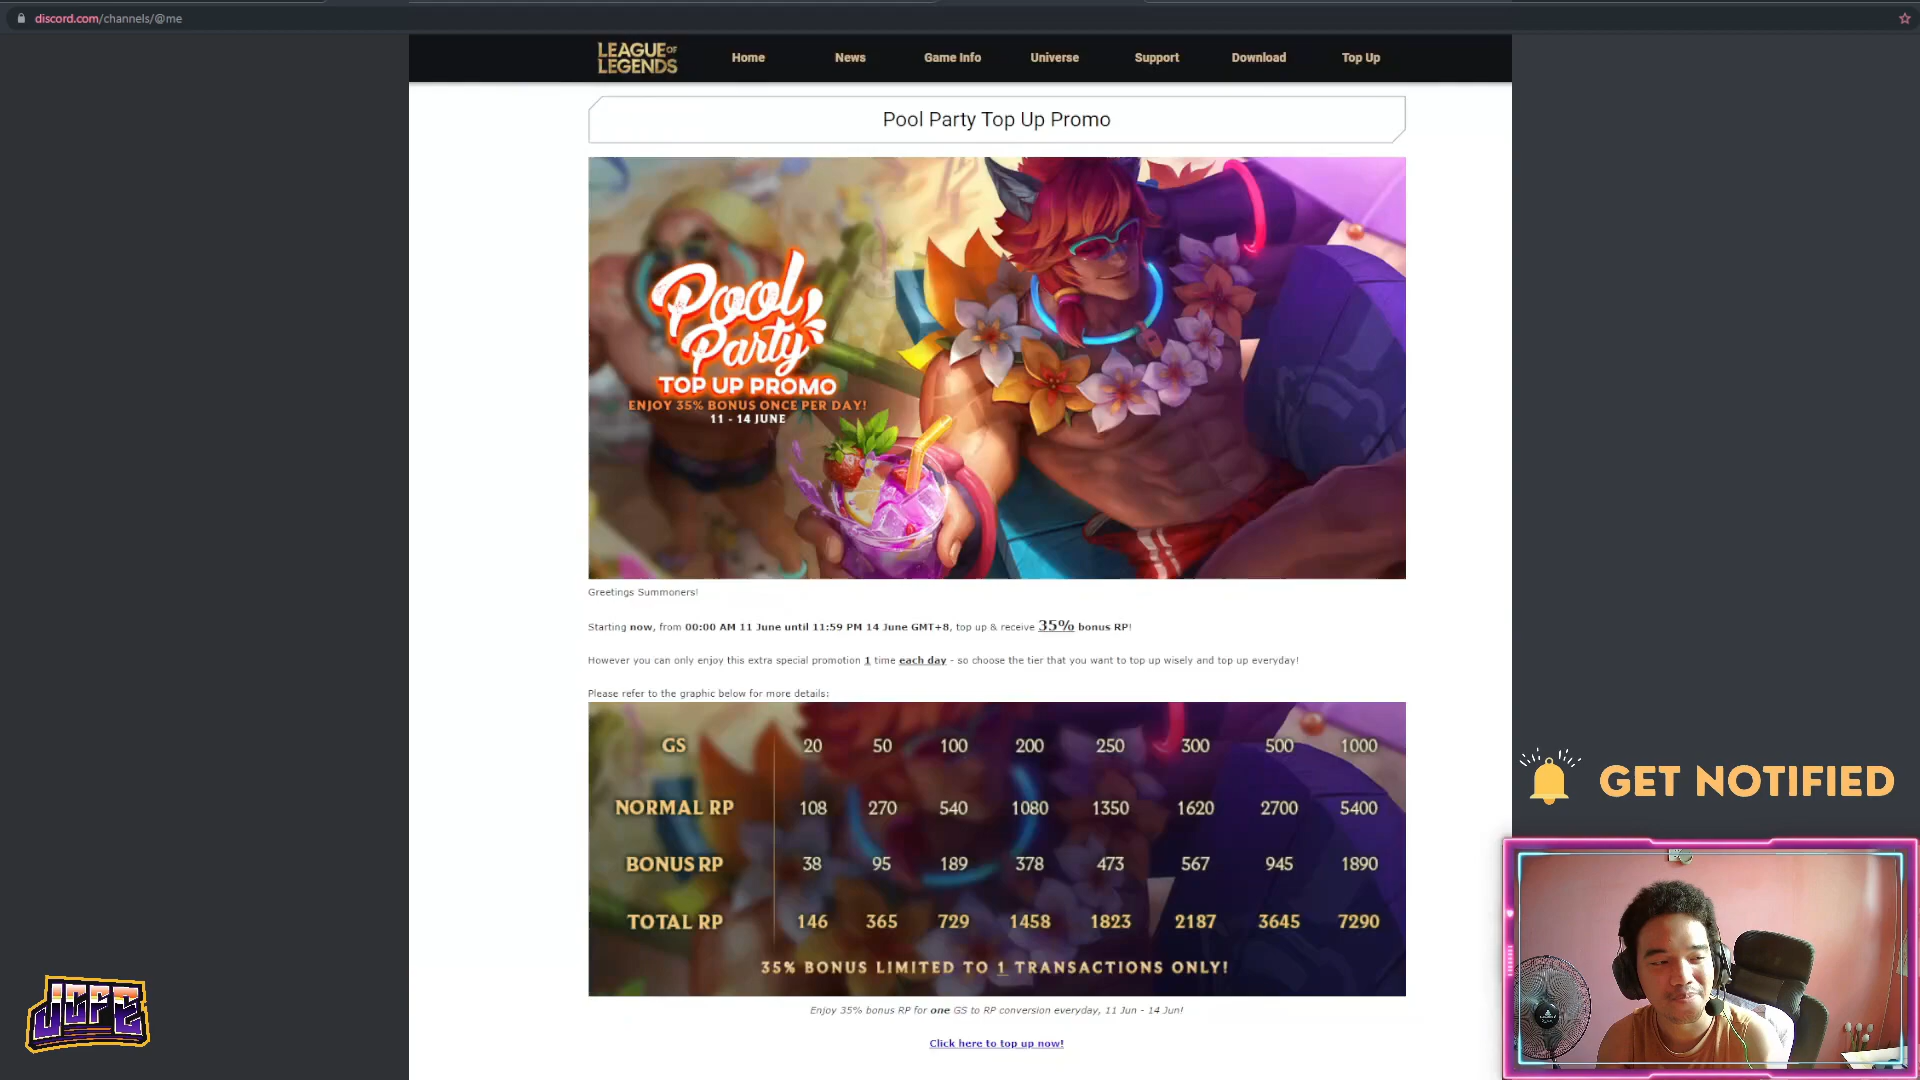 discord.com/channels/@me
LEAGUE OF LEGENDS Home News Game Info Universe Support Download Top Up
Pool Party Top Up Promo
Pool
Party
TOP UP PROMO
ENJOY 35% BONUS ONCE PER DAY!
11 - 14 JUNE
Greetings Summoners!
Starting now, from 00:00 AM 11 June until 11:59 PM 14 June GMT+8, top up & receive 35% bonus RP!
However you can only enjoy this extra special promotion 1 time each day - so choose the tier that you want to top up wisely and top up everyday!
Please refer to the graphic below for more details:
GS 20 50 100 200 250 300 500 1000
NORMAL RP 108 270 540 1080 1350 1620 2700 5400
BONUS RP 38 95 189 378 473 567 945 1890
TOTAL RP 146 365 729 1458 1823 2187 3645 7290
35% BONUS LIMITED TO 1 TRANSACTIONS ONLY!
Enjoy 35% bonus RP for one GS to RP conversion everyday, 11 Jun - 14 Jun!
Click here to top up now!
GET NOTIFIED
JCFE